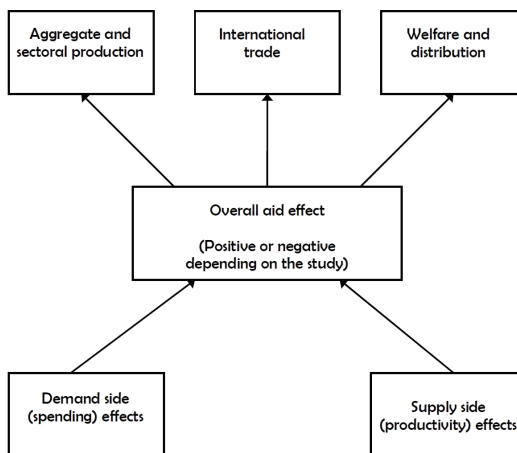 Aggregate and
sectoral production
International
trade
Welfare and
distribution
Overall aid effect
(Positive or negative
depending on the study)
Demand side
(spending) effects
Supply side
(productivity) effects